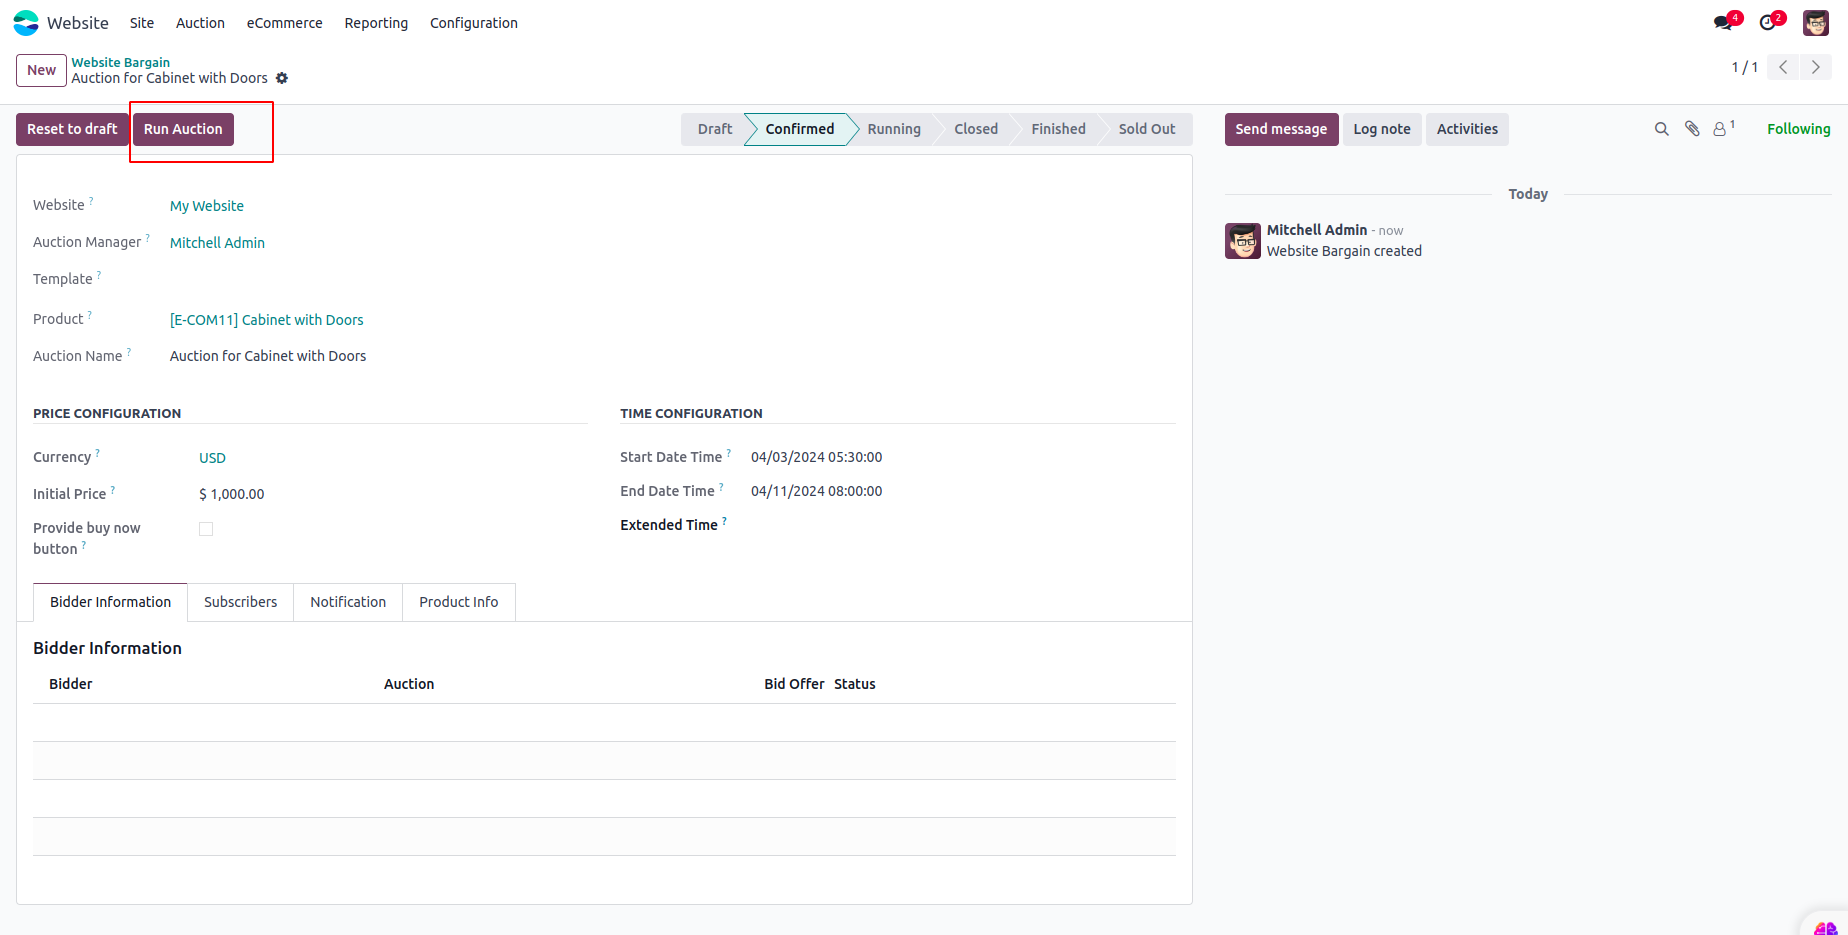 Website Site Auction eCommerce Reporting Configuration 4 2
New Website Bargain
Auction for Cabinet with Doors
1 / 1
Reset to draft Run Auction Draft Confirmed Running Closed Finished Sold Out Send message Log note Activities 1 Following
Website ? My Website
Auction Manager ? Mitchell Admin
Template ?
Product ? [E-COM11] Cabinet with Doors
Auction Name ? Auction for Cabinet with Doors
Today
Mitchell Admin - now
Website Bargain created
PRICE CONFIGURATION
Currency ? USD
Initial Price ? $ 1,000.00
Provide buy now
button ?
TIME CONFIGURATION
Start Date Time ? 04/03/2024 05:30:00
End Date Time ? 04/11/2024 08:00:00
Extended Time ?
Bidder Information Subscribers Notification Product Info
Bidder Information
Bidder Auction Bid Offer Status